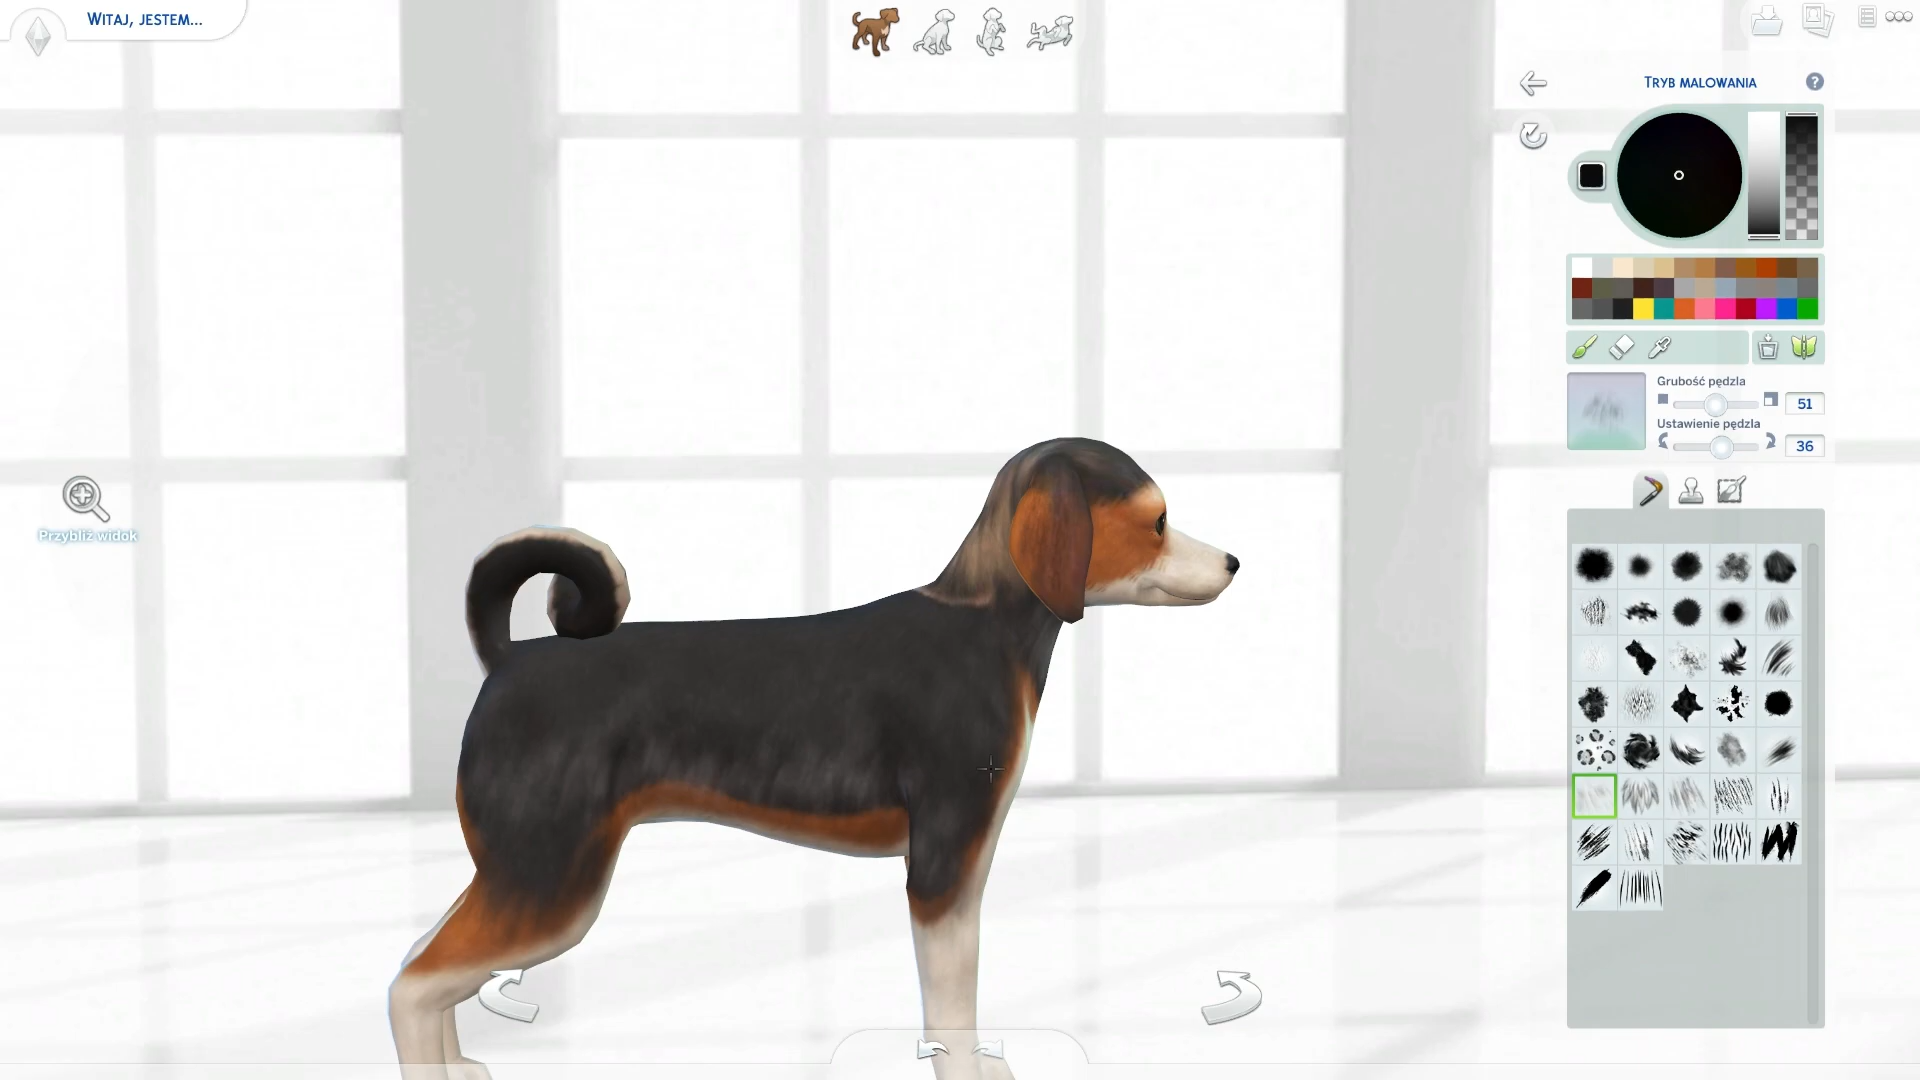 Witaj, jestem...
Tryb malowania
?
Grubość pędzla
51
Ustawienie pędzla
36
Przybliż widok